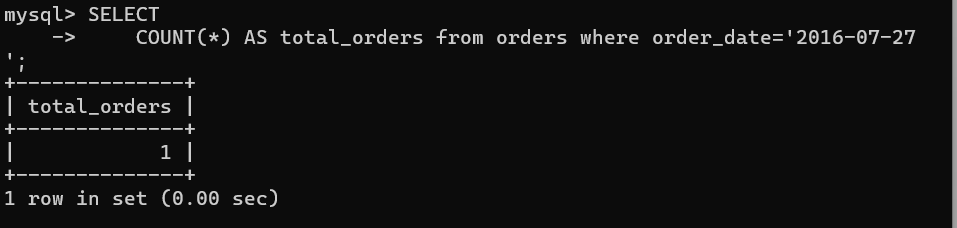 mysql> SELECT
    ->     COUNT(*) AS total_orders from orders where order_date='2016-07-27
';
+--------------+
| total_orders |
+--------------+
|            1 |
+--------------+
1 row in set (0.00 sec)